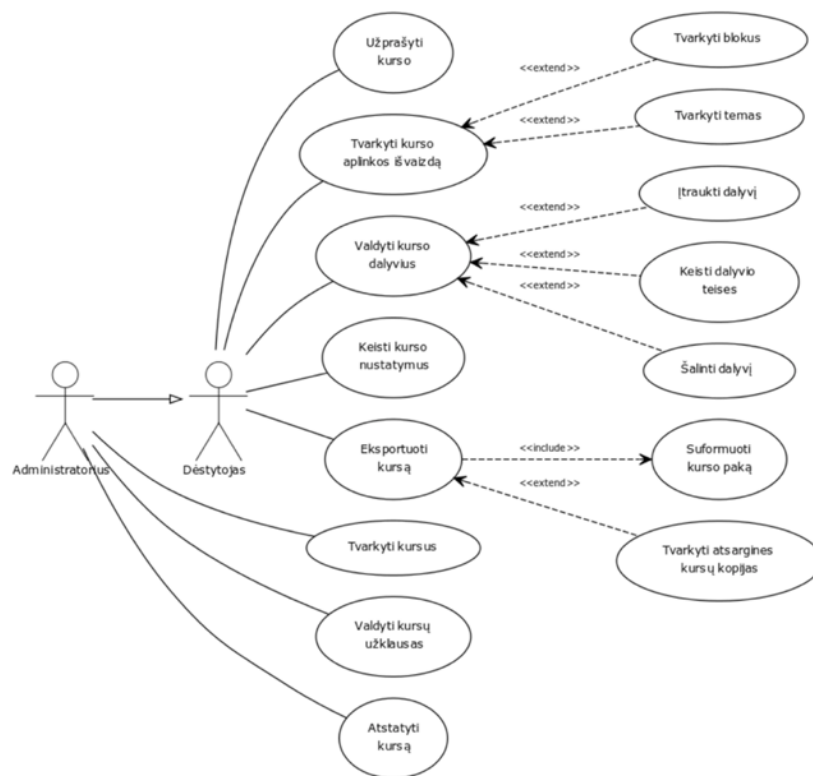 Užprašyti
kurso
Tvarkyti blokus
<<extend>>
Tvarkyti kurso
aplinkos išvaizdą
<<extend>>
Tvarkyti temas
Valdyti kurso
dalyvius
<<extend>>
Įtraukti dalyvį
<<extend>>
Keisti dalyvio
teises
<<extend>>
Šalinti dalyvį
Keisti kurso
nustatymus
Administratorius
Dėstytojas
Eksportuoti
kursą
<<include>>
Suformuoti
kurso paką
<<extend>>
Tvarkyti atsargines
kursų kopijas
Tvarkyti kursus
Valdyti kursų
užklausas
Atstatyti
kursą